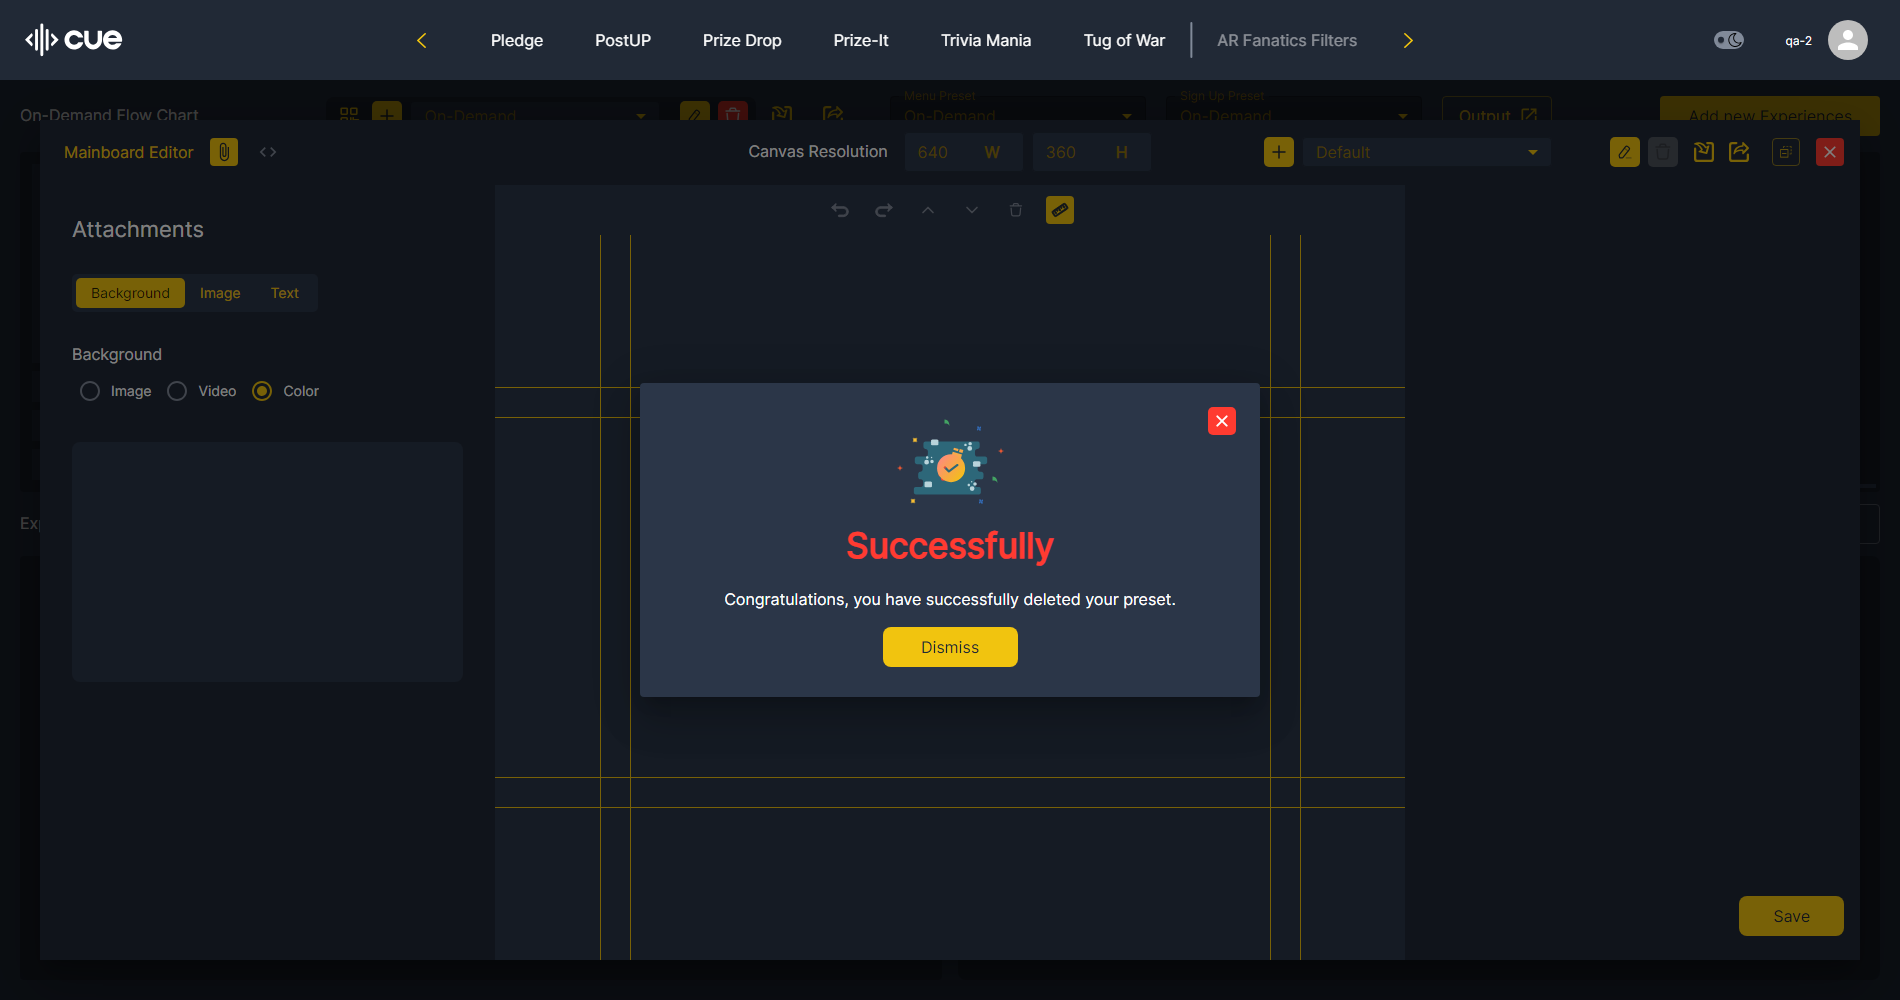 cue
Pledge
PostUP
Prize Drop
Prize-It
Trivia Mania
Tug of War
AR Fanatics Filters
qa-2
On-Demand Flow Chart
On-Demand
Menu Preset
On-Demand
Sign Up Preset
On-Demand
Output
Add new Experiences
Mainboard Editor
Canvas Resolution
640 W
360 H
Default
Attachments
Background
Image
Text
Background
Image
Video
Color
Successfully
Congratulations, you have successfully deleted your preset.
Dismiss
Save